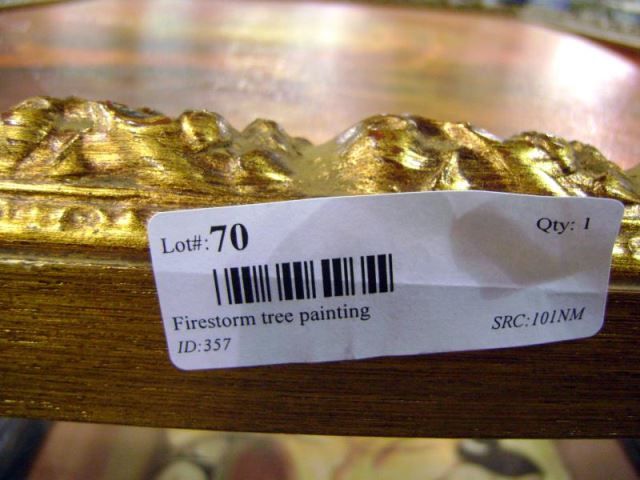 Lot#:70
Qty: 1
Firestorm tree painting
ID:357
SRC:101NM